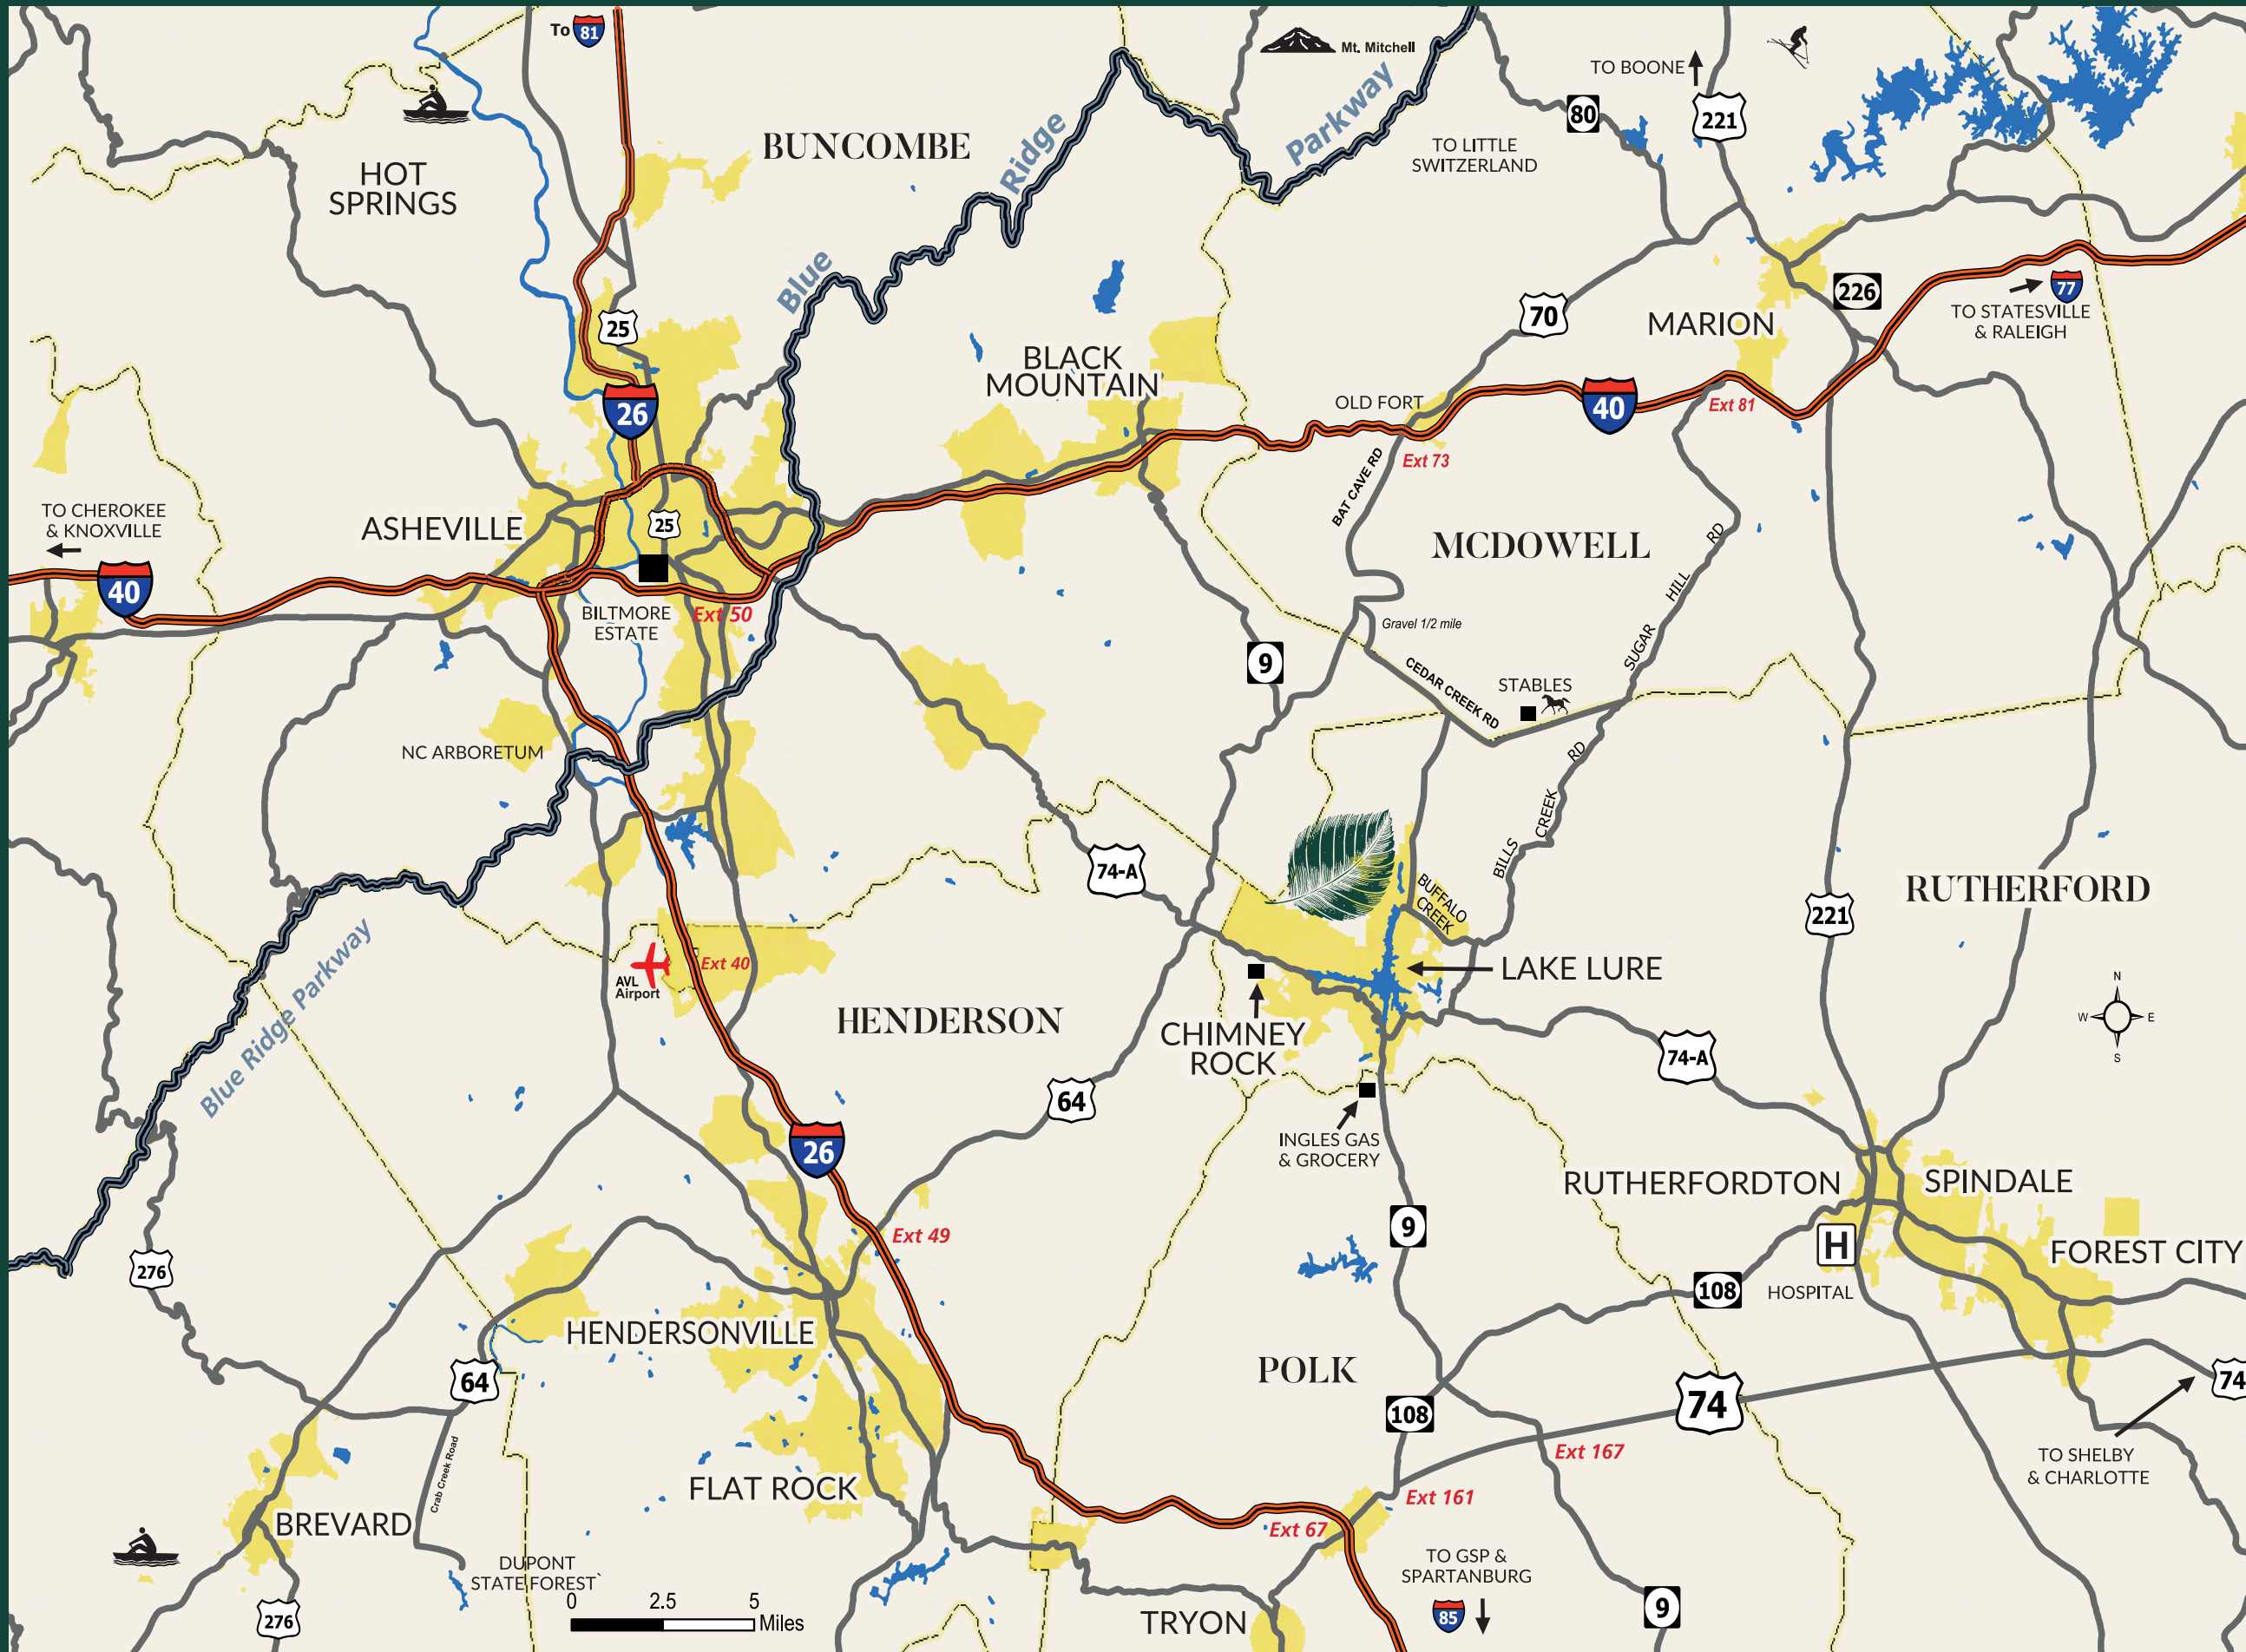 To 81
Mt. Mitchell
TO BOONE
221
80
BUNCOMBE
Blue Ridge Parkway
TO LITTLE
SWITZERLAND
HOT
SPRINGS
25
70
226
77
TO STATESVILLE
& RALEIGH
MARION
BLACK
MOUNTAIN
26
OLD FORT
40
Ext 81
Ext 73
BAT CAVE RD
TO CHEROKEE
& KNOXVILLE
40
ASHEVILLE
25
MCDOWELL
SUGAR HILL RD
BILTMORE
ESTATE
Ext 50
Gravel 1/2 mile
9
CEDAR CREEK RD
STABLES
NC ARBORETUM
BILLS CREEK RD
74-A
BUFFALO
CREEK
RUTHERFORD
221
Blue Ridge Parkway
AVL
Airport
Ext 40
LAKE LURE
HENDERSON
CHIMNEY
ROCK
74-A
N
W E
S
64
INGLES GAS
& GROCERY
26
RUTHERFORDTON
SPINDALE
9
Ext 49
H
HOSPITAL
FOREST CITY
276
108
HENDERSONVILLE
POLK
64
108
74
74
Crab Creek Road
Ext 167
TO SHELBY
& CHARLOTTE
FLAT ROCK
Ext 161
BREVARD
Ext 67
DUPONT
STATE FOREST`
TO GSP &
SPARTANBURG
85
276
0 2.5 5
Miles
TRYON
9